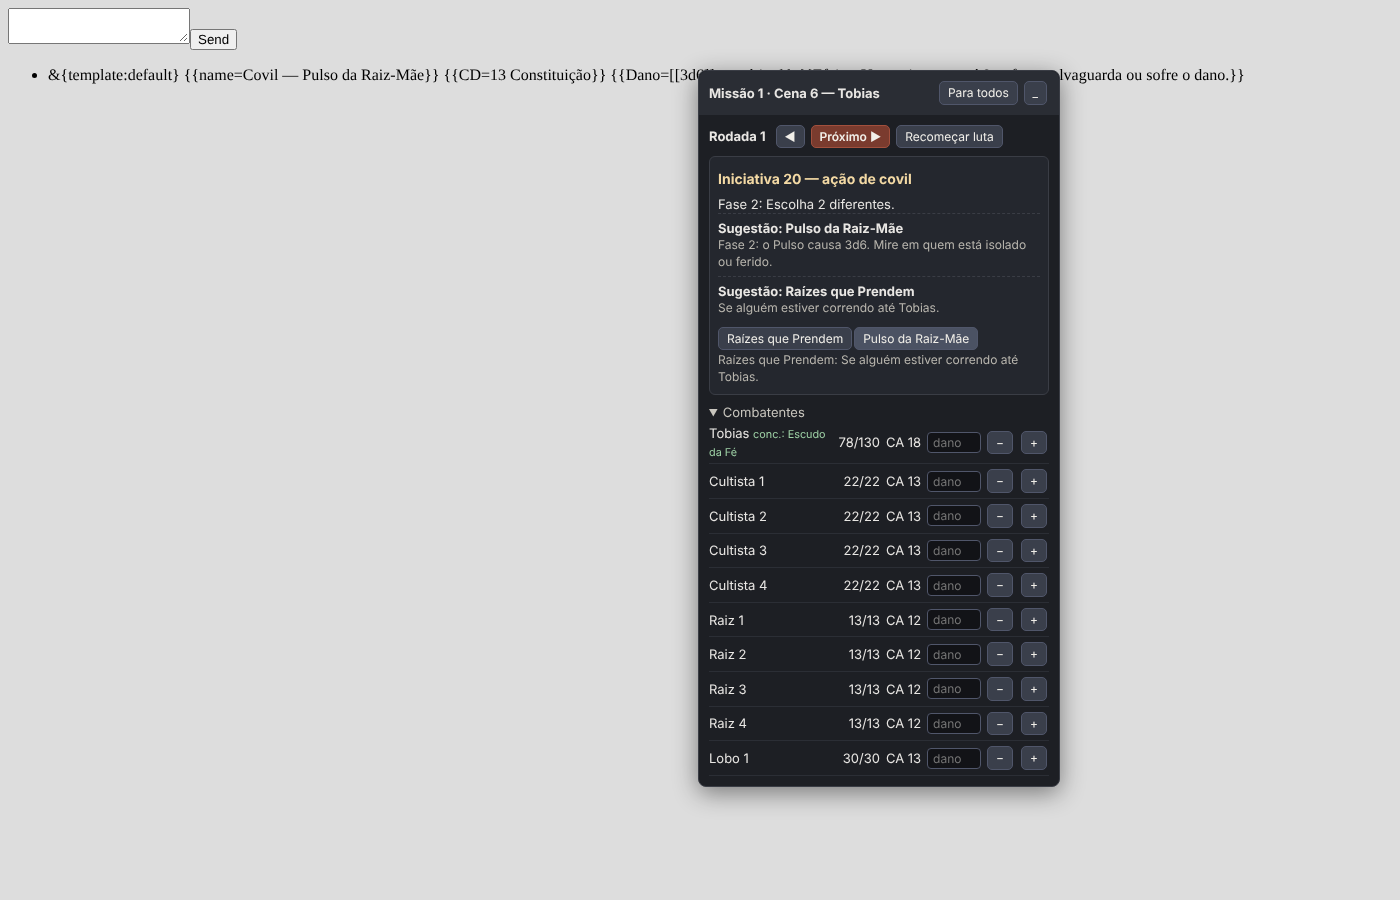 Send
&{template:default} {{name=Covil — Pulso da Raiz-Mãe}} {{CD=13 Constituição}} {{Dano=[[3d6]] lvaguarda ou sofre o dano.}}
Missão 1 · Cena 6 — Tobias
Para todos
_
Rodada 1
◀
Próximo ▶
Recomeçar luta
Iniciativa 20 — ação de covil
Fase 2: Escolha 2 diferentes.
Sugestão: Pulso da Raiz-Mãe
Fase 2: o Pulso causa 3d6. Mire em quem está isolado
ou ferido.
Sugestão: Raízes que Prendem
Se alguém estiver correndo até Tobias.
Raízes que Prendem
Pulso da Raiz-Mãe
Raízes que Prendem: Se alguém estiver correndo até
Tobias.
▼ Combatentes
Tobias conc.: Escudo
da Fé
78/130 CA 18 dano − +
Cultista 1 22/22 CA 13 dano − +
Cultista 2 22/22 CA 13 dano − +
Cultista 3 22/22 CA 13 dano − +
Cultista 4 22/22 CA 13 dano − +
Raiz 1 13/13 CA 12 dano − +
Raiz 2 13/13 CA 12 dano − +
Raiz 3 13/13 CA 12 dano − +
Raiz 4 13/13 CA 12 dano − +
Lobo 1 30/30 CA 13 dano − +